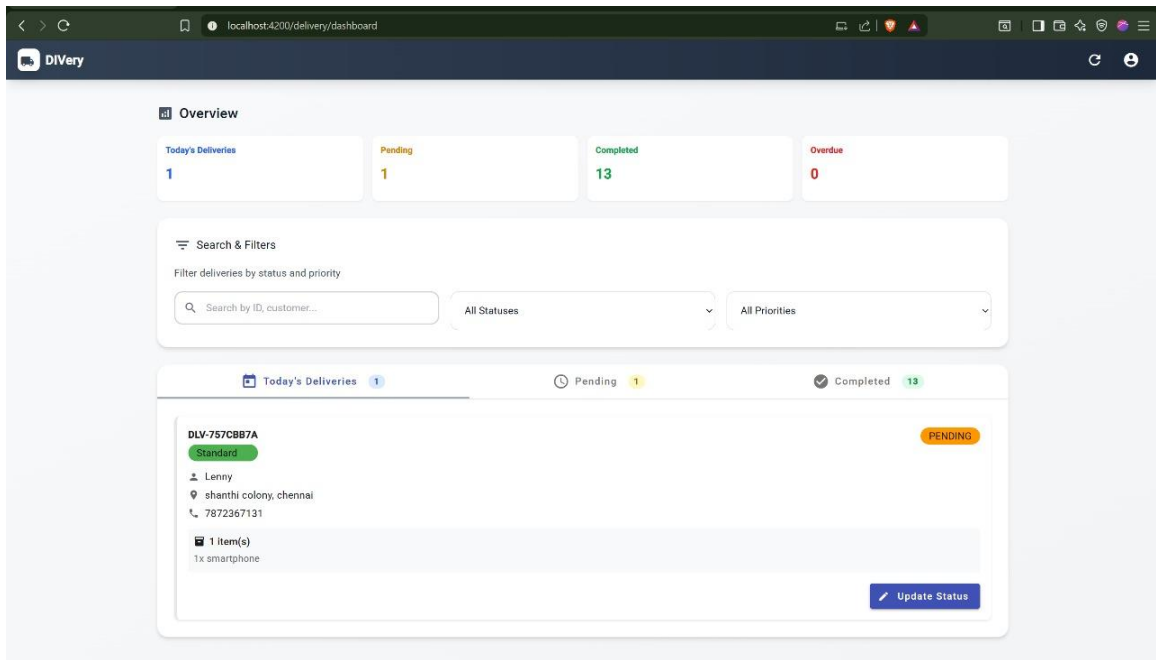 localhost:4200/delivery/dashboard
DIVery
Overview
Today's Deliveries
1
Pending
1
Completed
13
Overdue
0
Search & Filters
Filter deliveries by status and priority
Search by ID, customer...
All Statuses
All Priorities
Today's Deliveries 1
Pending 1
Completed 13
DLV-757CBB7A
PENDING
Standard
Lenny
shanthi colony, chennai
7872367131
1 item(s)
1x smartphone
Update Status